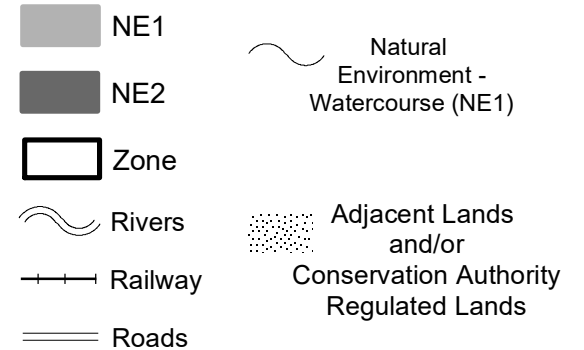 NE1
NE2
Zone
Rivers
Railway
Roads
Natural
Environment -
Watercourse (NE1)
Adjacent Lands
and/or
Conservation Authority
Regulated Lands